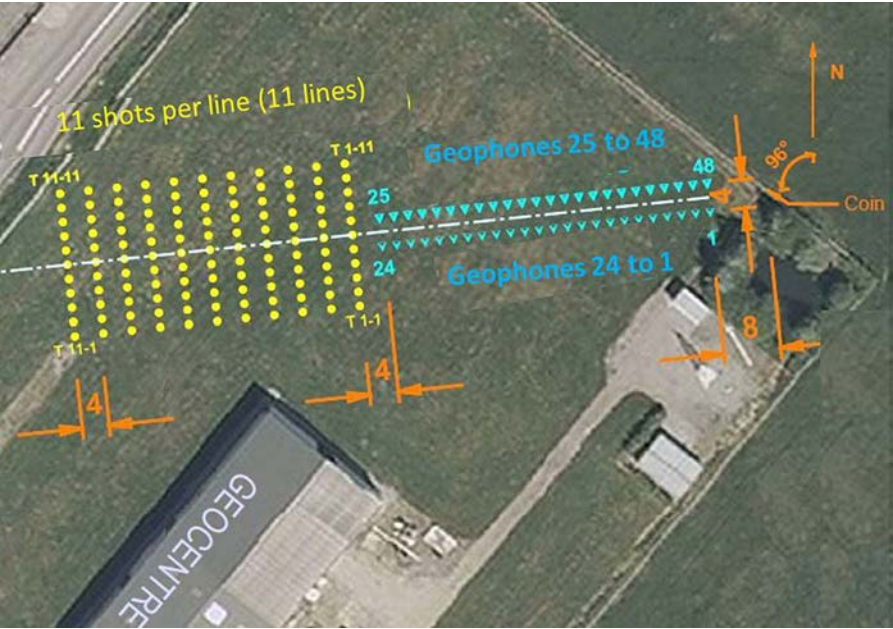 11 shots per line (11 lines)
N
96°
Coin
T 11-11
T 1-11
Geophones 25 to 48
48
4
25
24
1
Geophones 24 to 1
T 11-1
T 1-1
4
4
8
GEOCENTRE